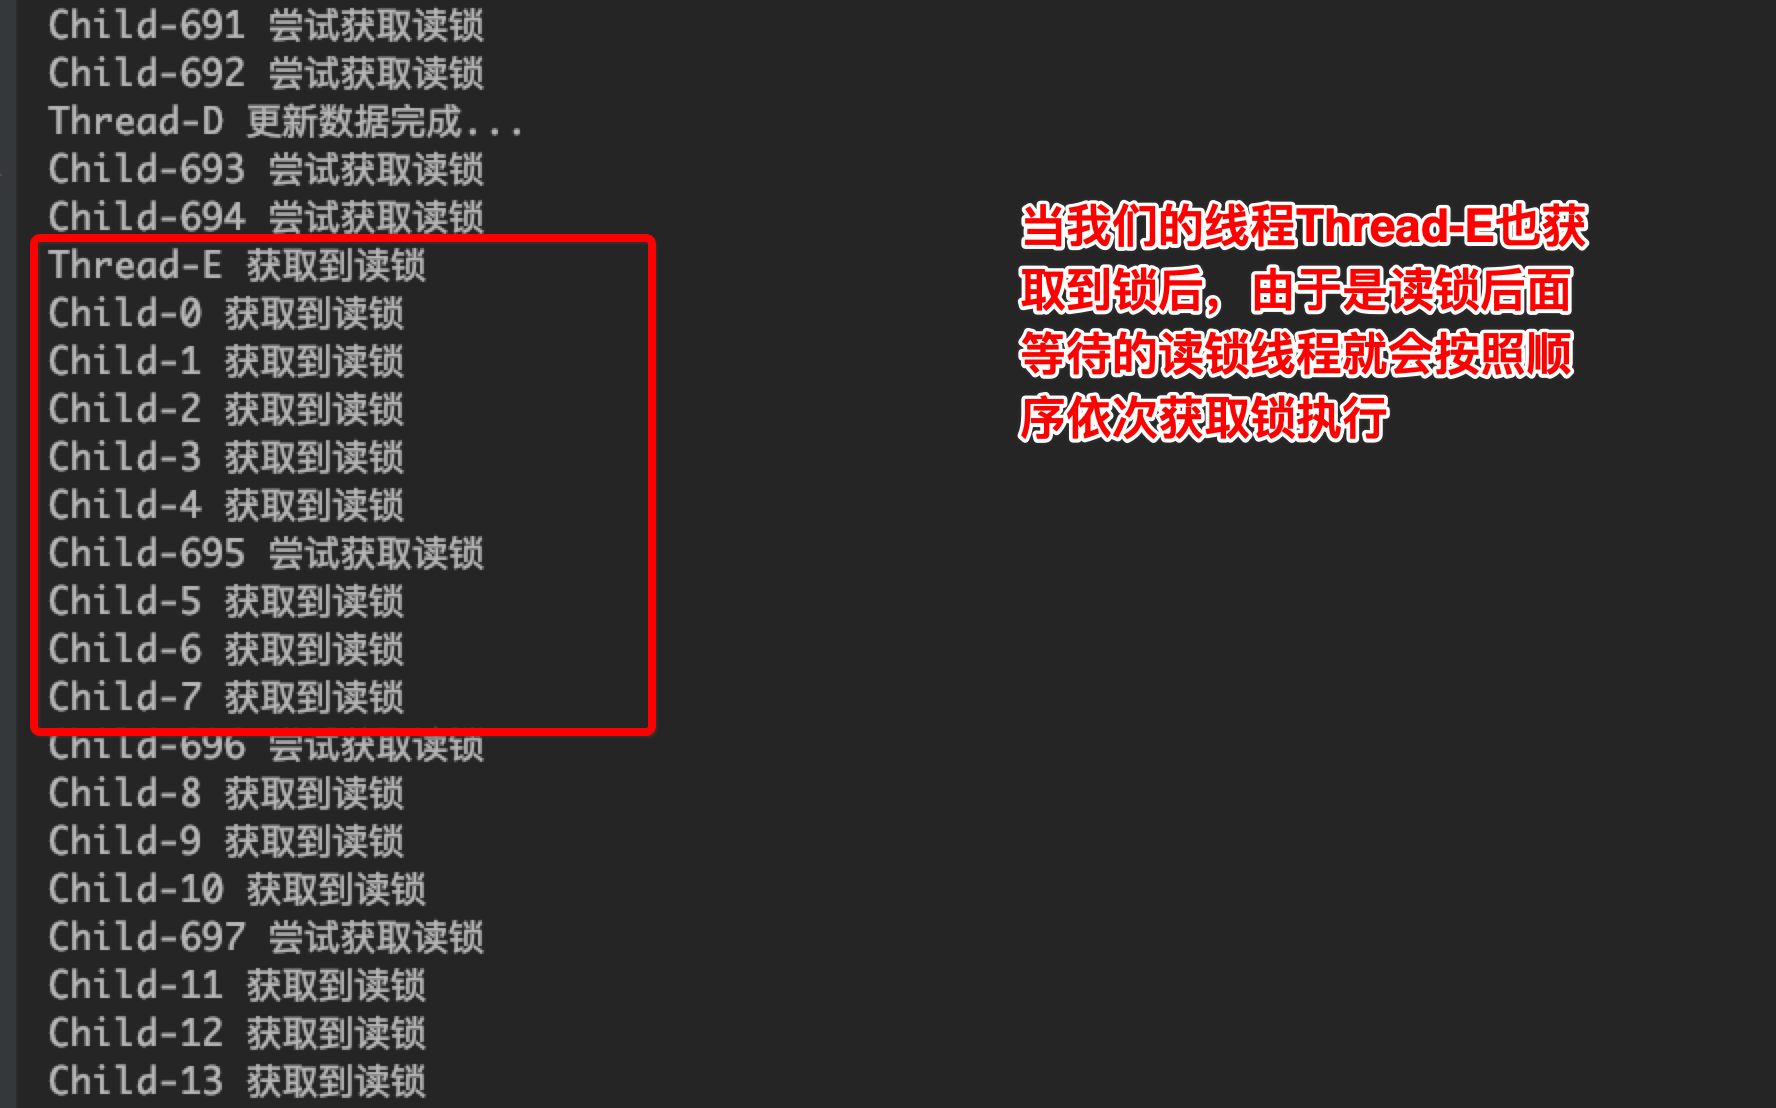 Child-691 尝试获取读锁
Child-692 尝试获取读锁
Thread-D 更新数据完成...
Child-693 尝试获取读锁
Child-694 尝试获取读锁
Thread-E 获取到读锁
Child-0 获取到读锁
Child-1 获取到读锁
Child-2 获取到读锁
Child-3 获取到读锁
Child-4 获取到读锁
Child-695 尝试获取读锁
Child-5 获取到读锁
Child-6 获取到读锁
Child-7 获取到读锁
Child-696 尝试获取读锁
Child-8 获取到读锁
Child-9 获取到读锁
Child-10 获取到读锁
Child-697 尝试获取读锁
Child-11 获取到读锁
Child-12 获取到读锁
Child-13 获取到读锁
当我们的线程Thread-E也获
取到锁后，由于是读锁后面
等待的读锁线程就会按照顺
序依次获取锁执行